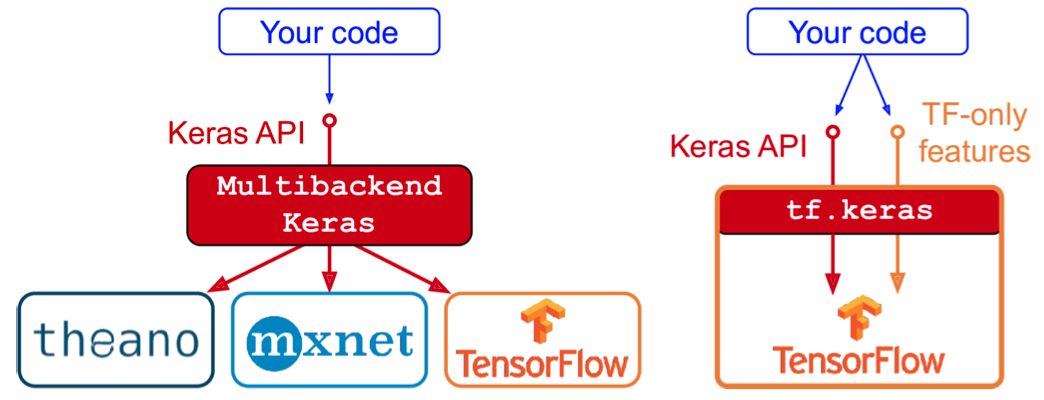 Your code
Keras API
Multibackend
Keras
theano
mxnet
TensorFlow
Your code
Keras API
TF-only
features
tf.keras
TensorFlow